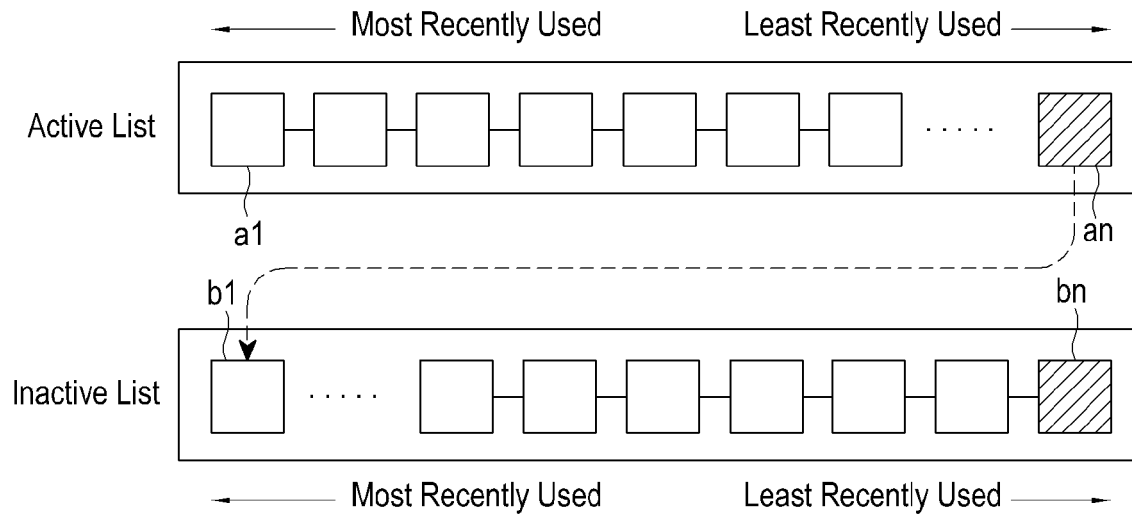 Most Recently Used Least Recently Used
Active List
a1 an
b1 bn
Inactive List
Most Recently Used Least Recently Used